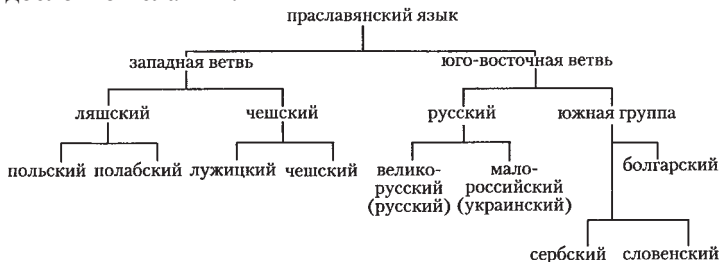 праславянский язык
западная ветвь юго-восточная ветвь
ляшский чешский русский южная группа
польский полабский лужицкий чешский велико- мало- болгарский
русский российский
(русский) (украинский)
сербский словенский